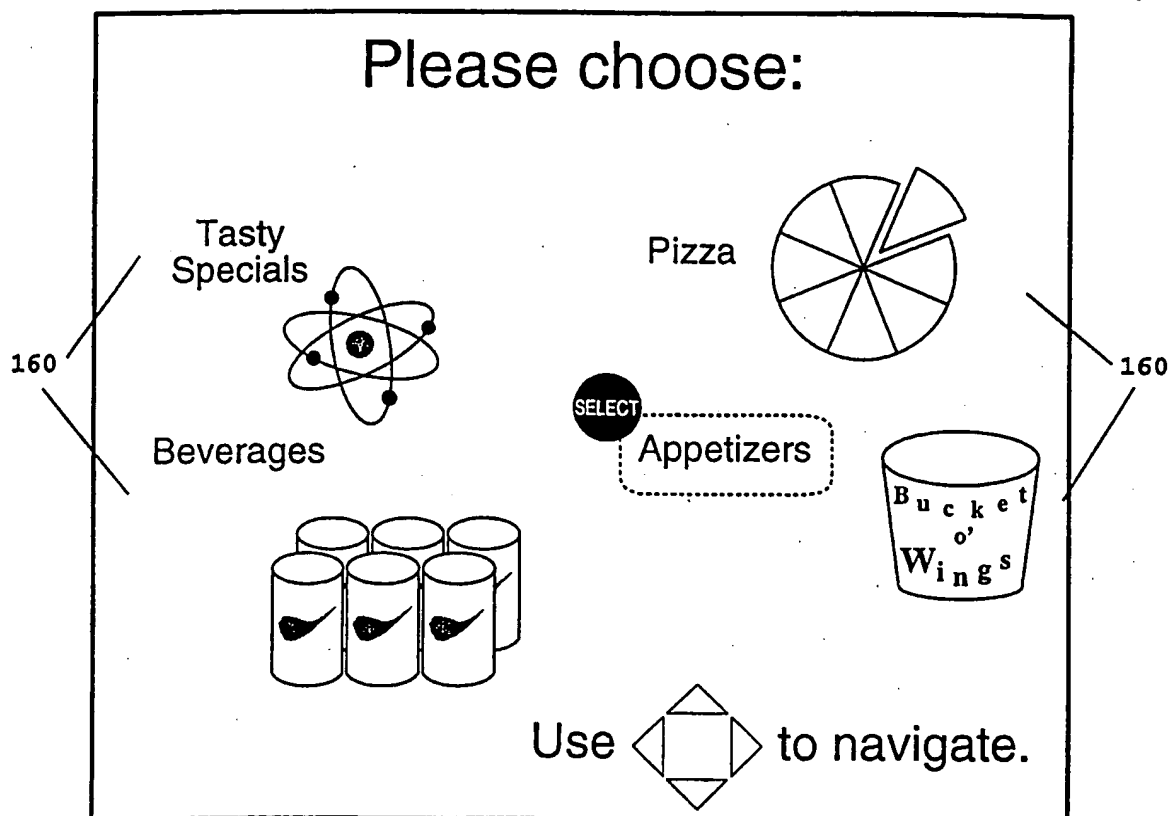 Please choose:
Tasty
Specials
Pizza
160
160
SELECT
Beverages
Appetizers
Bucket
o'
Wings
Use to navigate.